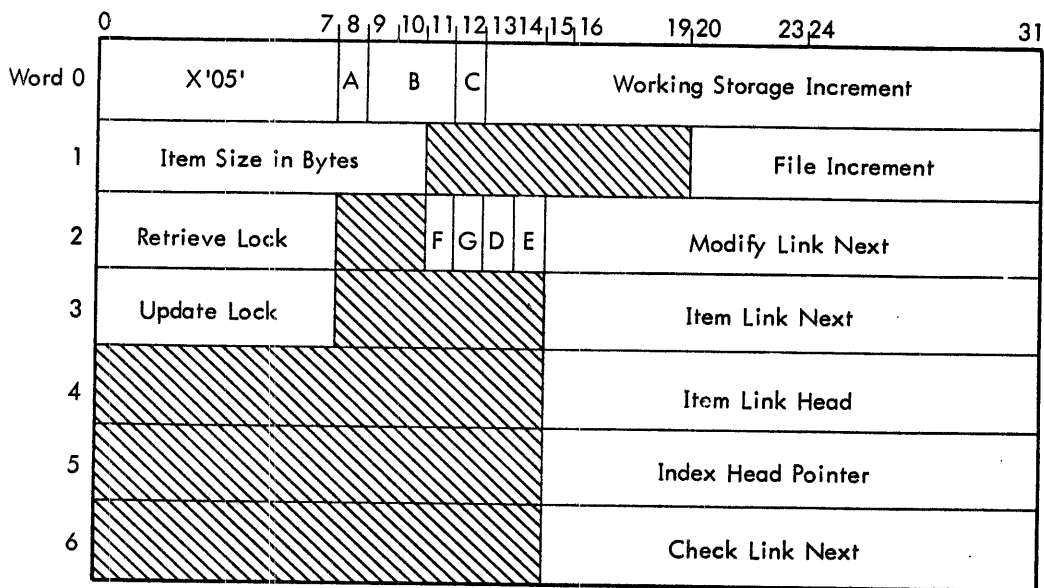 0 7 8 9 10 11 12 13 14 15 16 19 20 23 24 31
Word 0 X'05' A B C Working Storage Increment
1 Item Size in Bytes File Increment
2 Retrieve Lock F G D E Modify Link Next
3 Update Lock Item Link Next
4 Item Link Head
5 Index Head Pointer
6 Check Link Next